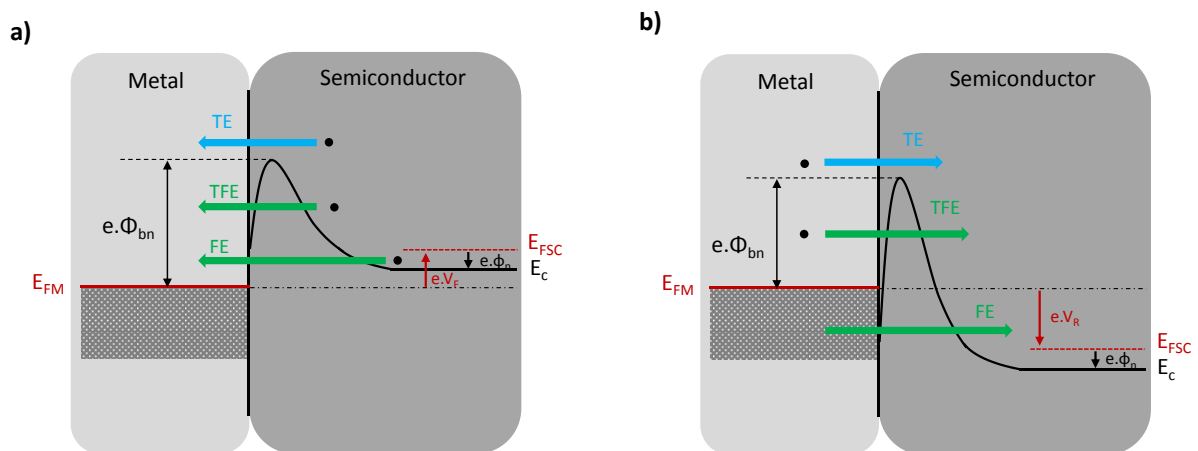 a)
Metal
Semiconductor
TE
TFE
e.Φbn
FE
EFSC
e.ϕn
Ec
EFM
e.VF
b)
Metal
Semiconductor
TE
TFE
e.Φbn
EFM
FE
e.VR
EFSC
e.ϕn
Ec